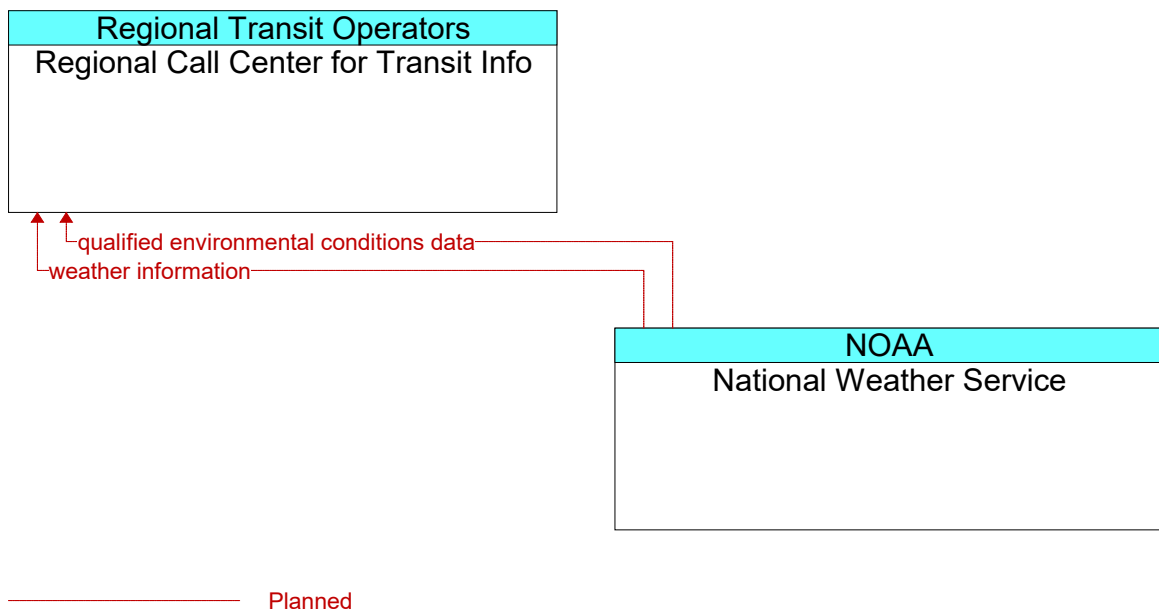 Regional Transit Operators
Regional Call Center for Transit Info
qualified environmental conditions data
weather information
NOAA
National Weather Service
Planned